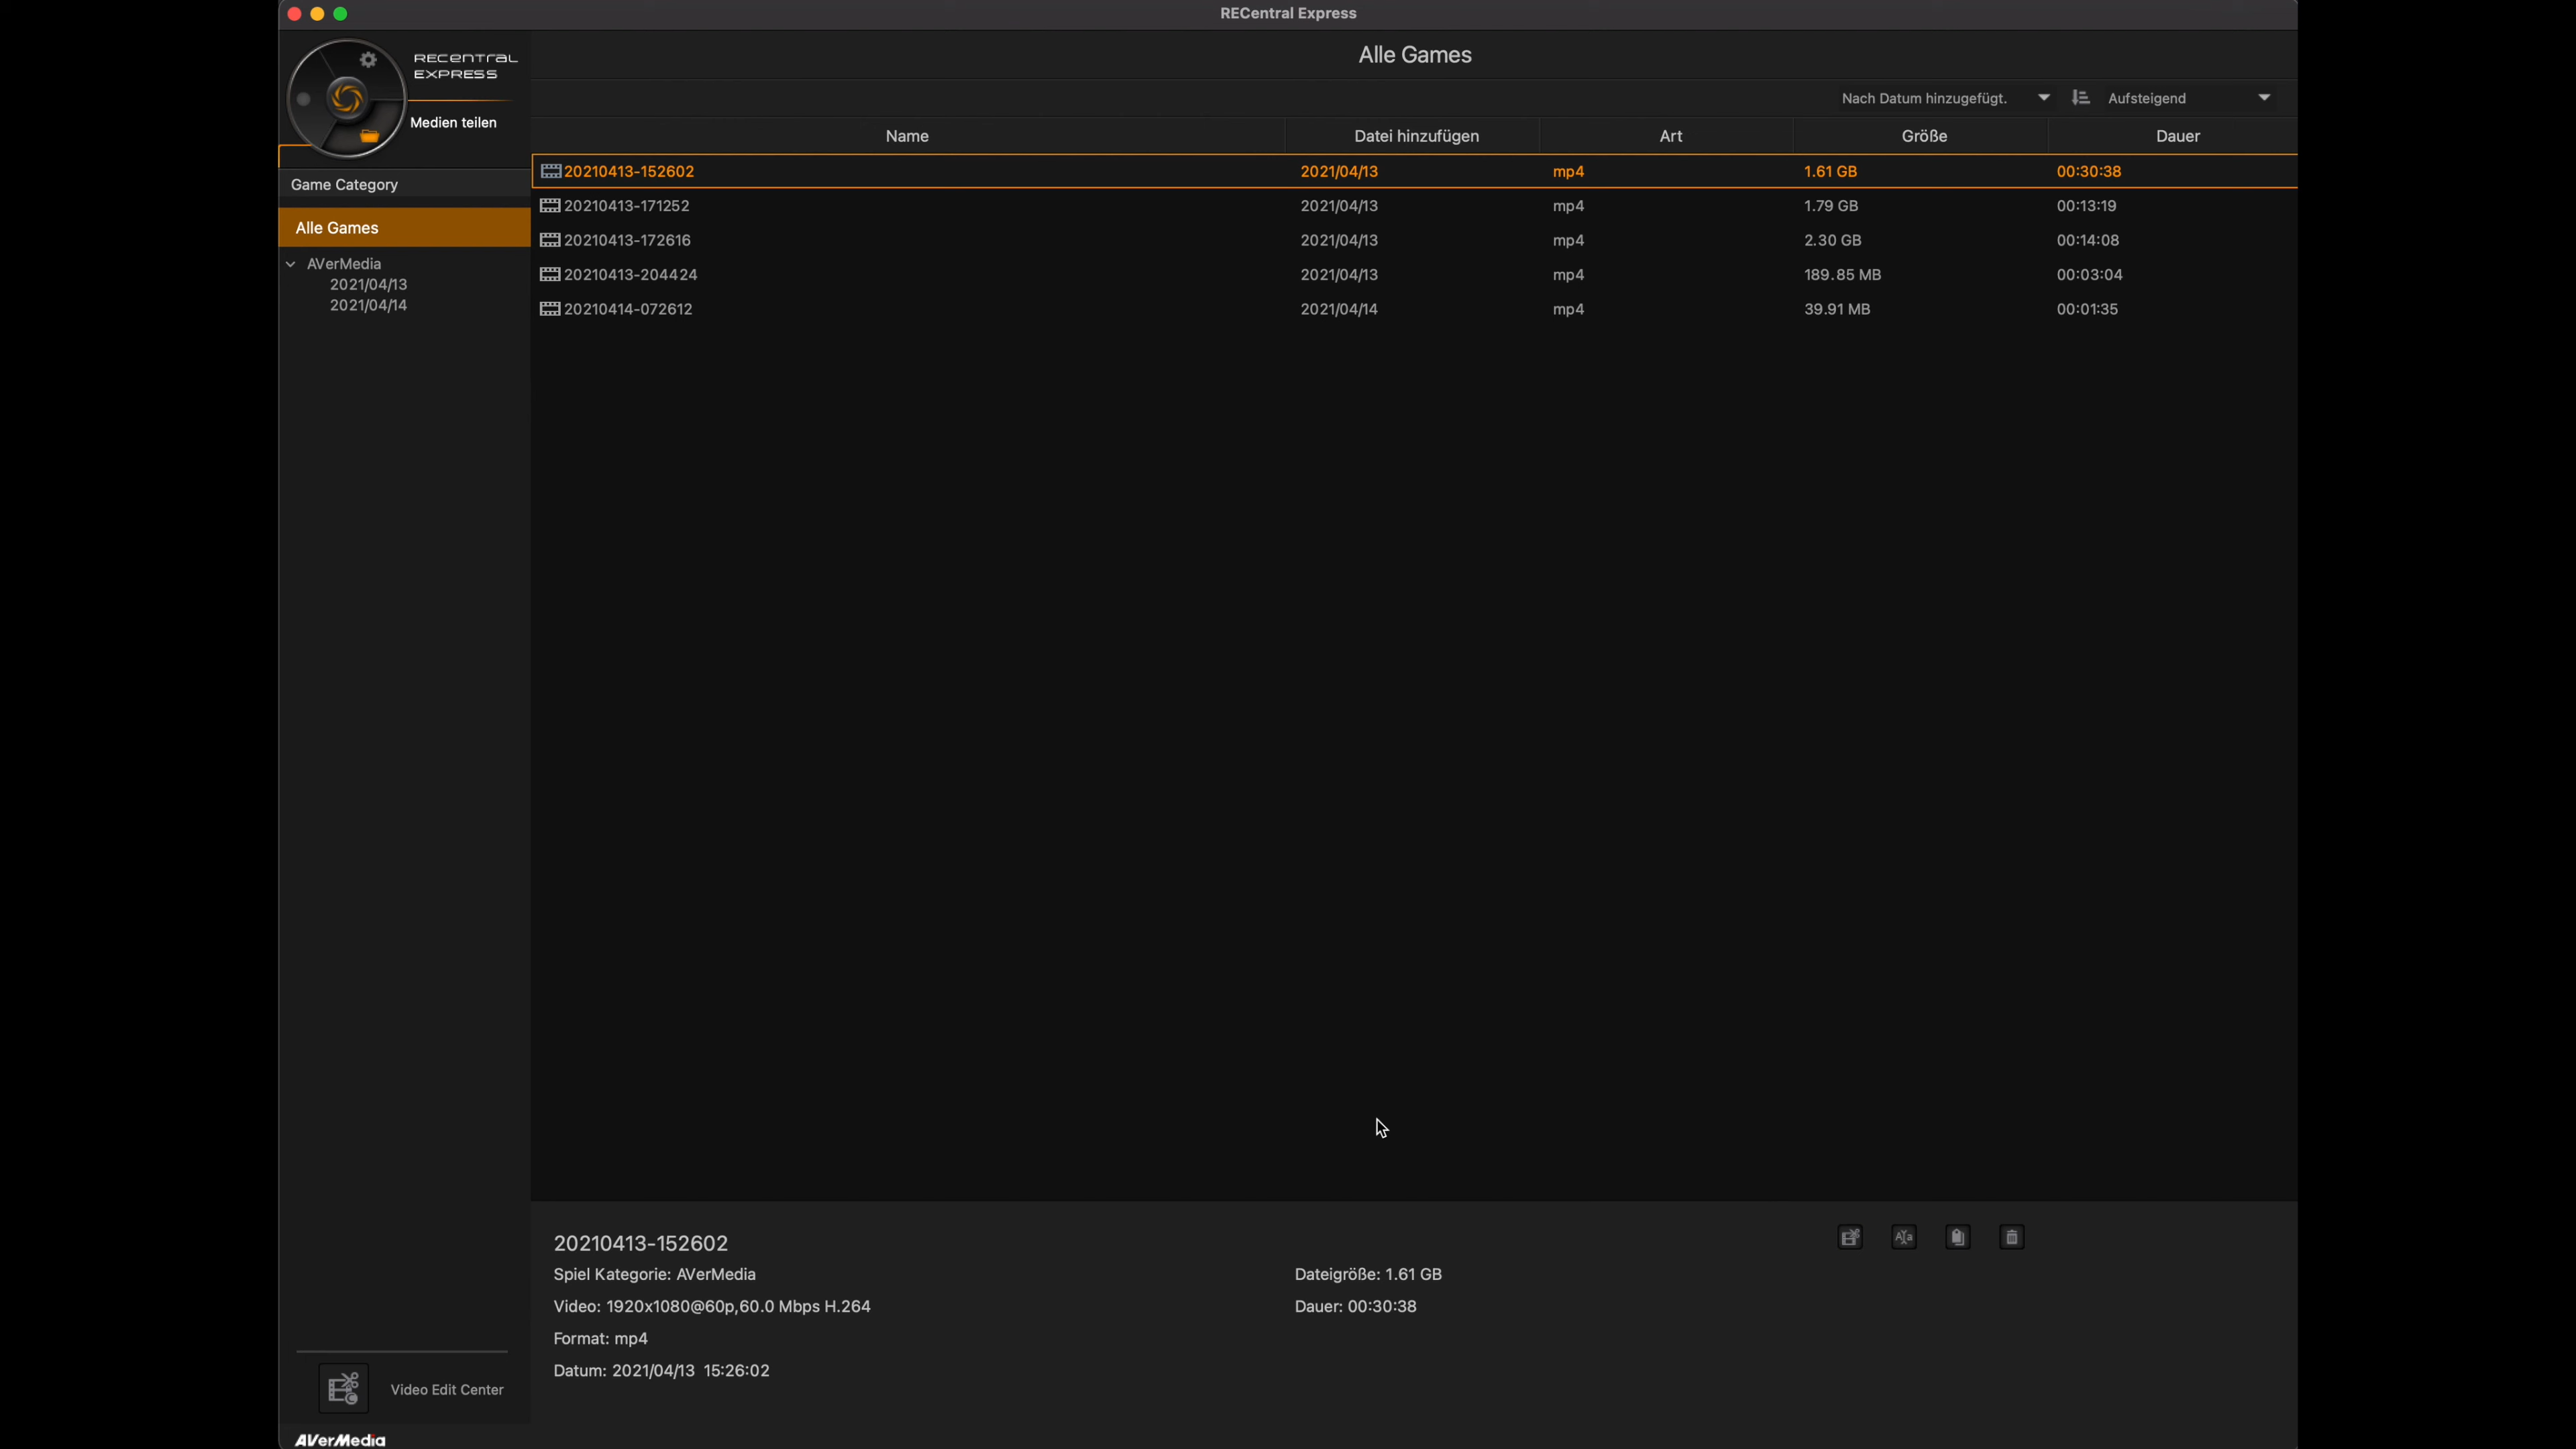 RECentral Express
RECENTRAL
EXPRESS
Medien teilen
Alle Games
Nach Datum hinzugefügt. Aufsteigend
Name Datei hinzufügen Art Größe Dauer
20210413-152602 2021/04/13 mp4 1.61 GB 00:30:38
20210413-171252 2021/04/13 mp4 1.79 GB 00:13:19
20210413-172616 2021/04/13 mp4 2.30 GB 00:14:08
20210413-204424 2021/04/13 mp4 189.85 MB 00:03:04
20210414-072612 2021/04/14 mp4 39.91 MB 00:01:35
Game Category
Alle Games
AVerMedia
2021/04/13
2021/04/14
20210413-152602
Spiel Kategorie: AVerMedia
Video: 1920x1080@60p,60.0 Mbps H.264
Format: mp4
Datum: 2021/04/13 15:26:02
Dateigröße: 1.61 GB
Dauer: 00:30:38
Video Edit Center
AVerMedia